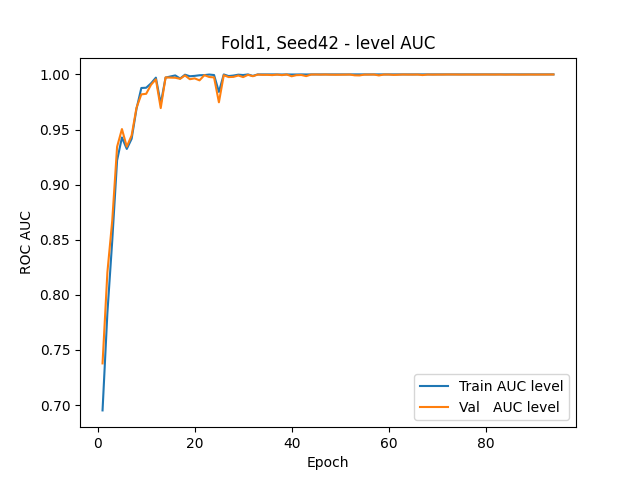 Fold1, Seed42 - level AUC
1.00
0.95
0.90
0.85
0.80
0.75
0.70
ROC AUC
0 20 40 60 80
Epoch
Train AUC level
Val   AUC level